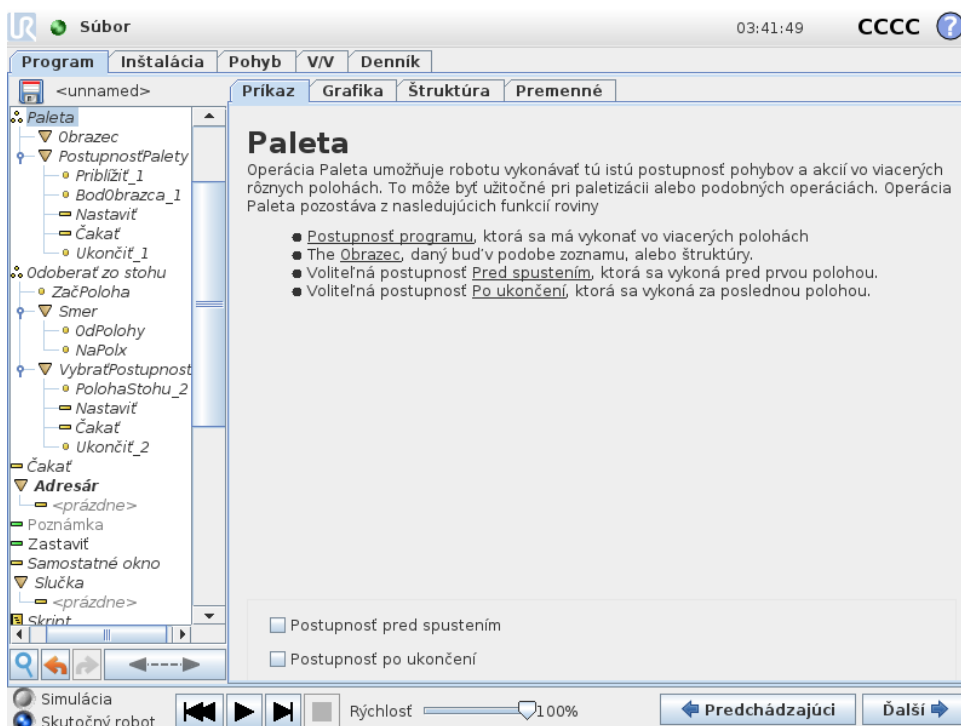 UR Súbor 03:41:49 CCCC ?
Program Inštalácia Pohyb V/V Denník
<unnamed> Príkaz Grafika Štruktúra Premenné
Paleta
Obrazec
PostupnosťPalety
Priblížiť_1
BodObrazca_1
Nastaviť
Čakať
Ukončiť_1
Odoberať zo stohu
ZačPoloha
Smer
OdPolohy
NaPolx
VybraťPostupnosť
PolohaStohu_2
Nastaviť
Čakať
Ukončiť_2
Čakať
Adresár
<prázdne>
Poznámka
Zastaviť
Samostatné okno
Slučka
<prázdne>
Skript
Paleta
Operácia Paleta umožňuje robotu vykonávať tú istú postupnosť pohybov a akcií vo viacerých
rôznych polohách. To môže byť užitočné pri paletizácii alebo podobných operáciách. Operácia
Paleta pozostáva z nasledujúcich funkcií roviny
Postupnosť programu, ktorá sa má vykonať vo viacerých polohách
The Obrazec, daný buď v podobe zoznamu, alebo štruktúry.
Voliteľná postupnosť Pred spustením, ktorá sa vykoná pred prvou polohou.
Voliteľná postupnosť Po ukončení, ktorá sa vykoná za poslednou polohou.
Postupnosť pred spustením
Postupnosť po ukončení
Simulácia
Skutočný robot
Rýchlosť 100%
Predchádzajúci Ďalší